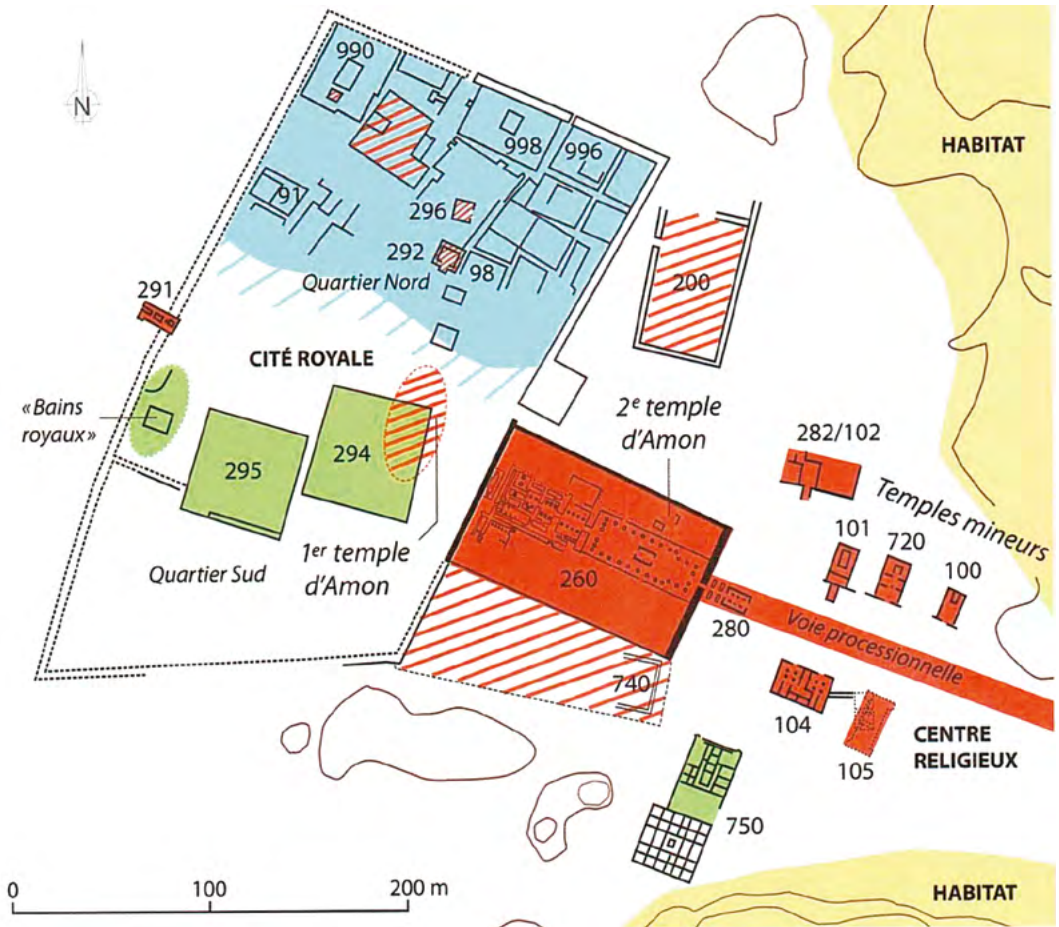 990
N
HABITAT
998
996
91
296
292
98
200
Quartier Nord
291
CITÉ ROYALE
2e temple
d'Amon
«Bains
royaux»
282/102
294
295
Temples mineurs
101
720
100
1er temple
d'Amon
Quartier Sud
260
280
Voie processionnelle
740
104
CENTRE
RELIGIEUX
105
750
0
100
200 m
HABITAT